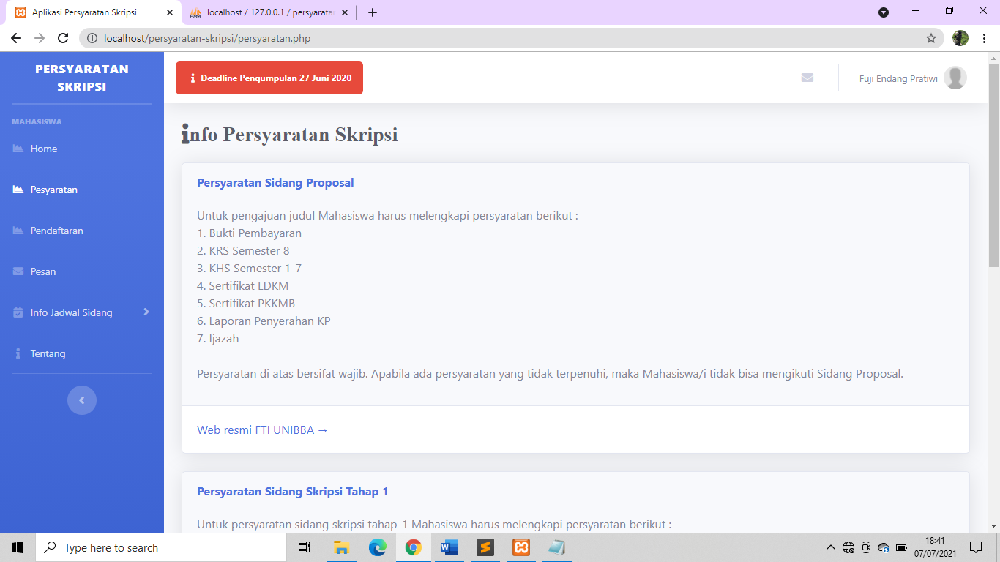 Aplikasi Persyaratan Skripsi
localhost / 127.0.0.1 / persyaratan
localhost/persyaratan-skripsi/persyaratan.php
PERSYARATAN
SKRIPSI
MAHASISWA
Home
Pesyaratan
Pendaftaran
Pesan
Info Jadwal Sidang
Tentang
Deadline Pengumpulan 27 Juni 2020
Fuji Endang Pratiwi
info Persyaratan Skripsi
Persyaratan Sidang Proposal
Untuk pengajuan judul Mahasiswa harus melengkapi persyaratan berikut :
1. Bukti Pembayaran
2. KRS Semester 8
3. KHS Semester 1-7
4. Sertifikat LDKM
5. Sertifikat PKKMB
6. Laporan Penyerahan KP
7. Ijazah
Persyaratan di atas bersifat wajib. Apabila ada persyaratan yang tidak terpenuhi, maka Mahasiswa/i tidak bisa mengikuti Sidang Proposal.
Web resmi FTI UNIBBA →
Persyaratan Sidang Skripsi Tahap 1
Untuk persyaratan sidang skripsi tahap-1 Mahasiswa harus melengkapi persyaratan berikut :
Type here to search
18:41
07/07/2021